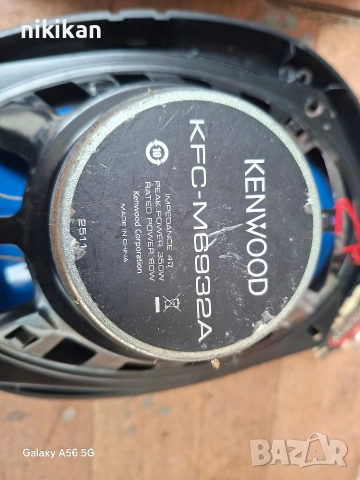 nikikan
KENWOOD
KFC-M6932A
IMPEDANCE 4Ω
PEAK POWER 350W
RATED POWER 60W
Kenwood Corporation
MADE IN CHINA
10
2511
Galaxy A56 5G
BAZAR